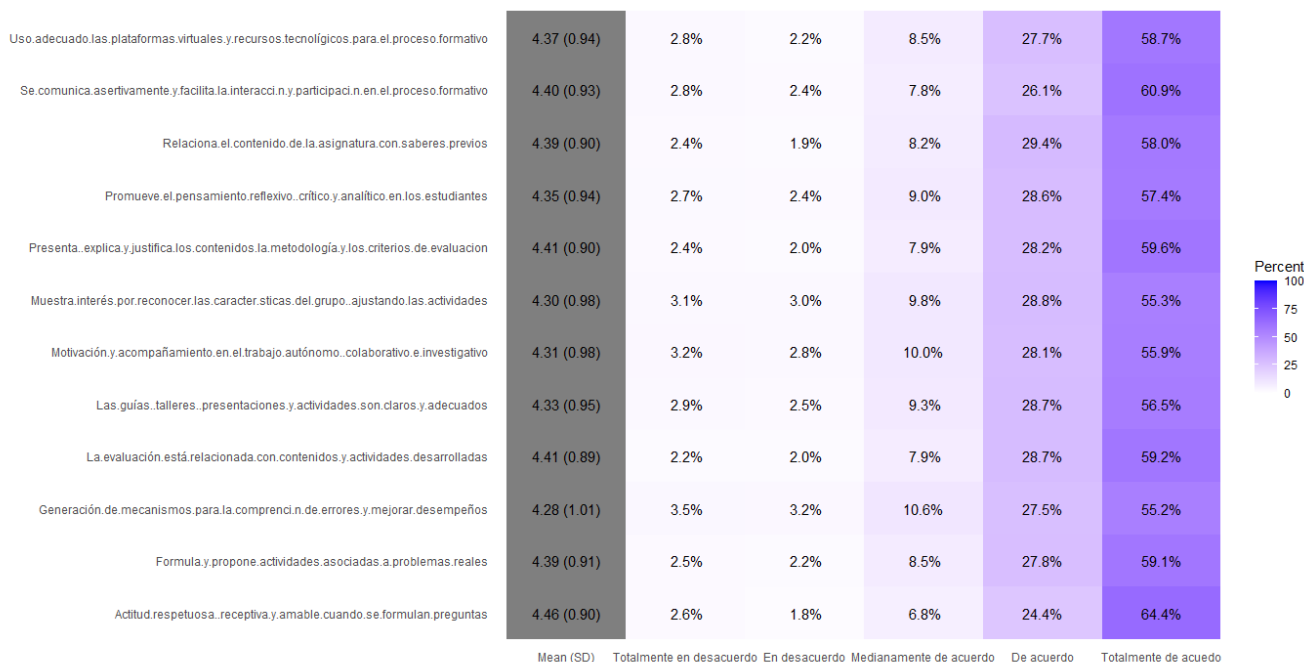 Uso.adecuado.las.plataformas.virtuales.y.recursos.tecnológicos.para.el.proceso.formativo 4.37 (0.94) 2.8% 2.2% 8.5% 27.7% 58.7%
Se.comunica.asertivamente.y.facilita.la.interacci.n.y.participaci.n.en.el.proceso.formativo 4.40 (0.93) 2.8% 2.4% 7.8% 26.1% 60.9%
Relaciona.el.contenido.de.la.asignatura.con.saberes.previos 4.39 (0.90) 2.4% 1.9% 8.2% 29.4% 58.0%
Promueve.el.pensamiento.reflexivo..crítico.y.analítico.en.los.estudiantes 4.35 (0.94) 2.7% 2.4% 9.0% 28.6% 57.4%
Presenta..explica.y.justifica.los.contenidos.la.metodología.y.los.criterios.de.evaluacion 4.41 (0.90) 2.4% 2.0% 7.9% 28.2% 59.6%
Muestra.interés.por.reconocer.las.caracter.sticas.del.grupo..ajustando.las.actividades 4.30 (0.98) 3.1% 3.0% 9.8% 28.8% 55.3%
Motivación.y.acompañamiento.en.el.trabajo.autónomo..colaborativo.e.investigativo 4.31 (0.98) 3.2% 2.8% 10.0% 28.1% 55.9%
Las.guías..talleres..presentaciones.y.actividades.son.claros.y.adecuados 4.33 (0.95) 2.9% 2.5% 9.3% 28.7% 56.5%
La.evaluación.está.relacionada.con.contenidos.y.actividades.desarrolladas 4.41 (0.89) 2.2% 2.0% 7.9% 28.7% 59.2%
Generación.de.mecanismos.para.la.comprenci.n.de.errores.y.mejorar.desempeños 4.28 (1.01) 3.5% 3.2% 10.6% 27.5% 55.2%
Formula.y.propone.actividades.asociadas.a.problemas.reales 4.39 (0.91) 2.5% 2.2% 8.5% 27.8% 59.1%
Actitud.respetuosa..receptiva.y.amable.cuando.se.formulan.preguntas 4.46 (0.90) 2.6% 1.8% 6.8% 24.4% 64.4%
Mean (SD) Totalmente en desacuerdo En desacuerdo Medianamente de acuerdo De acuerdo Totalmente de acuedo
Percent
100
75
50
25
0